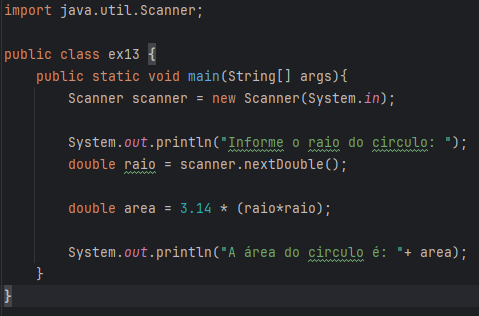 import java.util.Scanner;
public class ex13 {
public static void main(String[] args){
Scanner scanner = new Scanner(System.in);
System.out.println("Informe o raio do circulo: ");
double raio = scanner.nextDouble();
double area = 3.14 * (raio*raio);
System.out.println("A área do circulo é: "+ area);
}
}